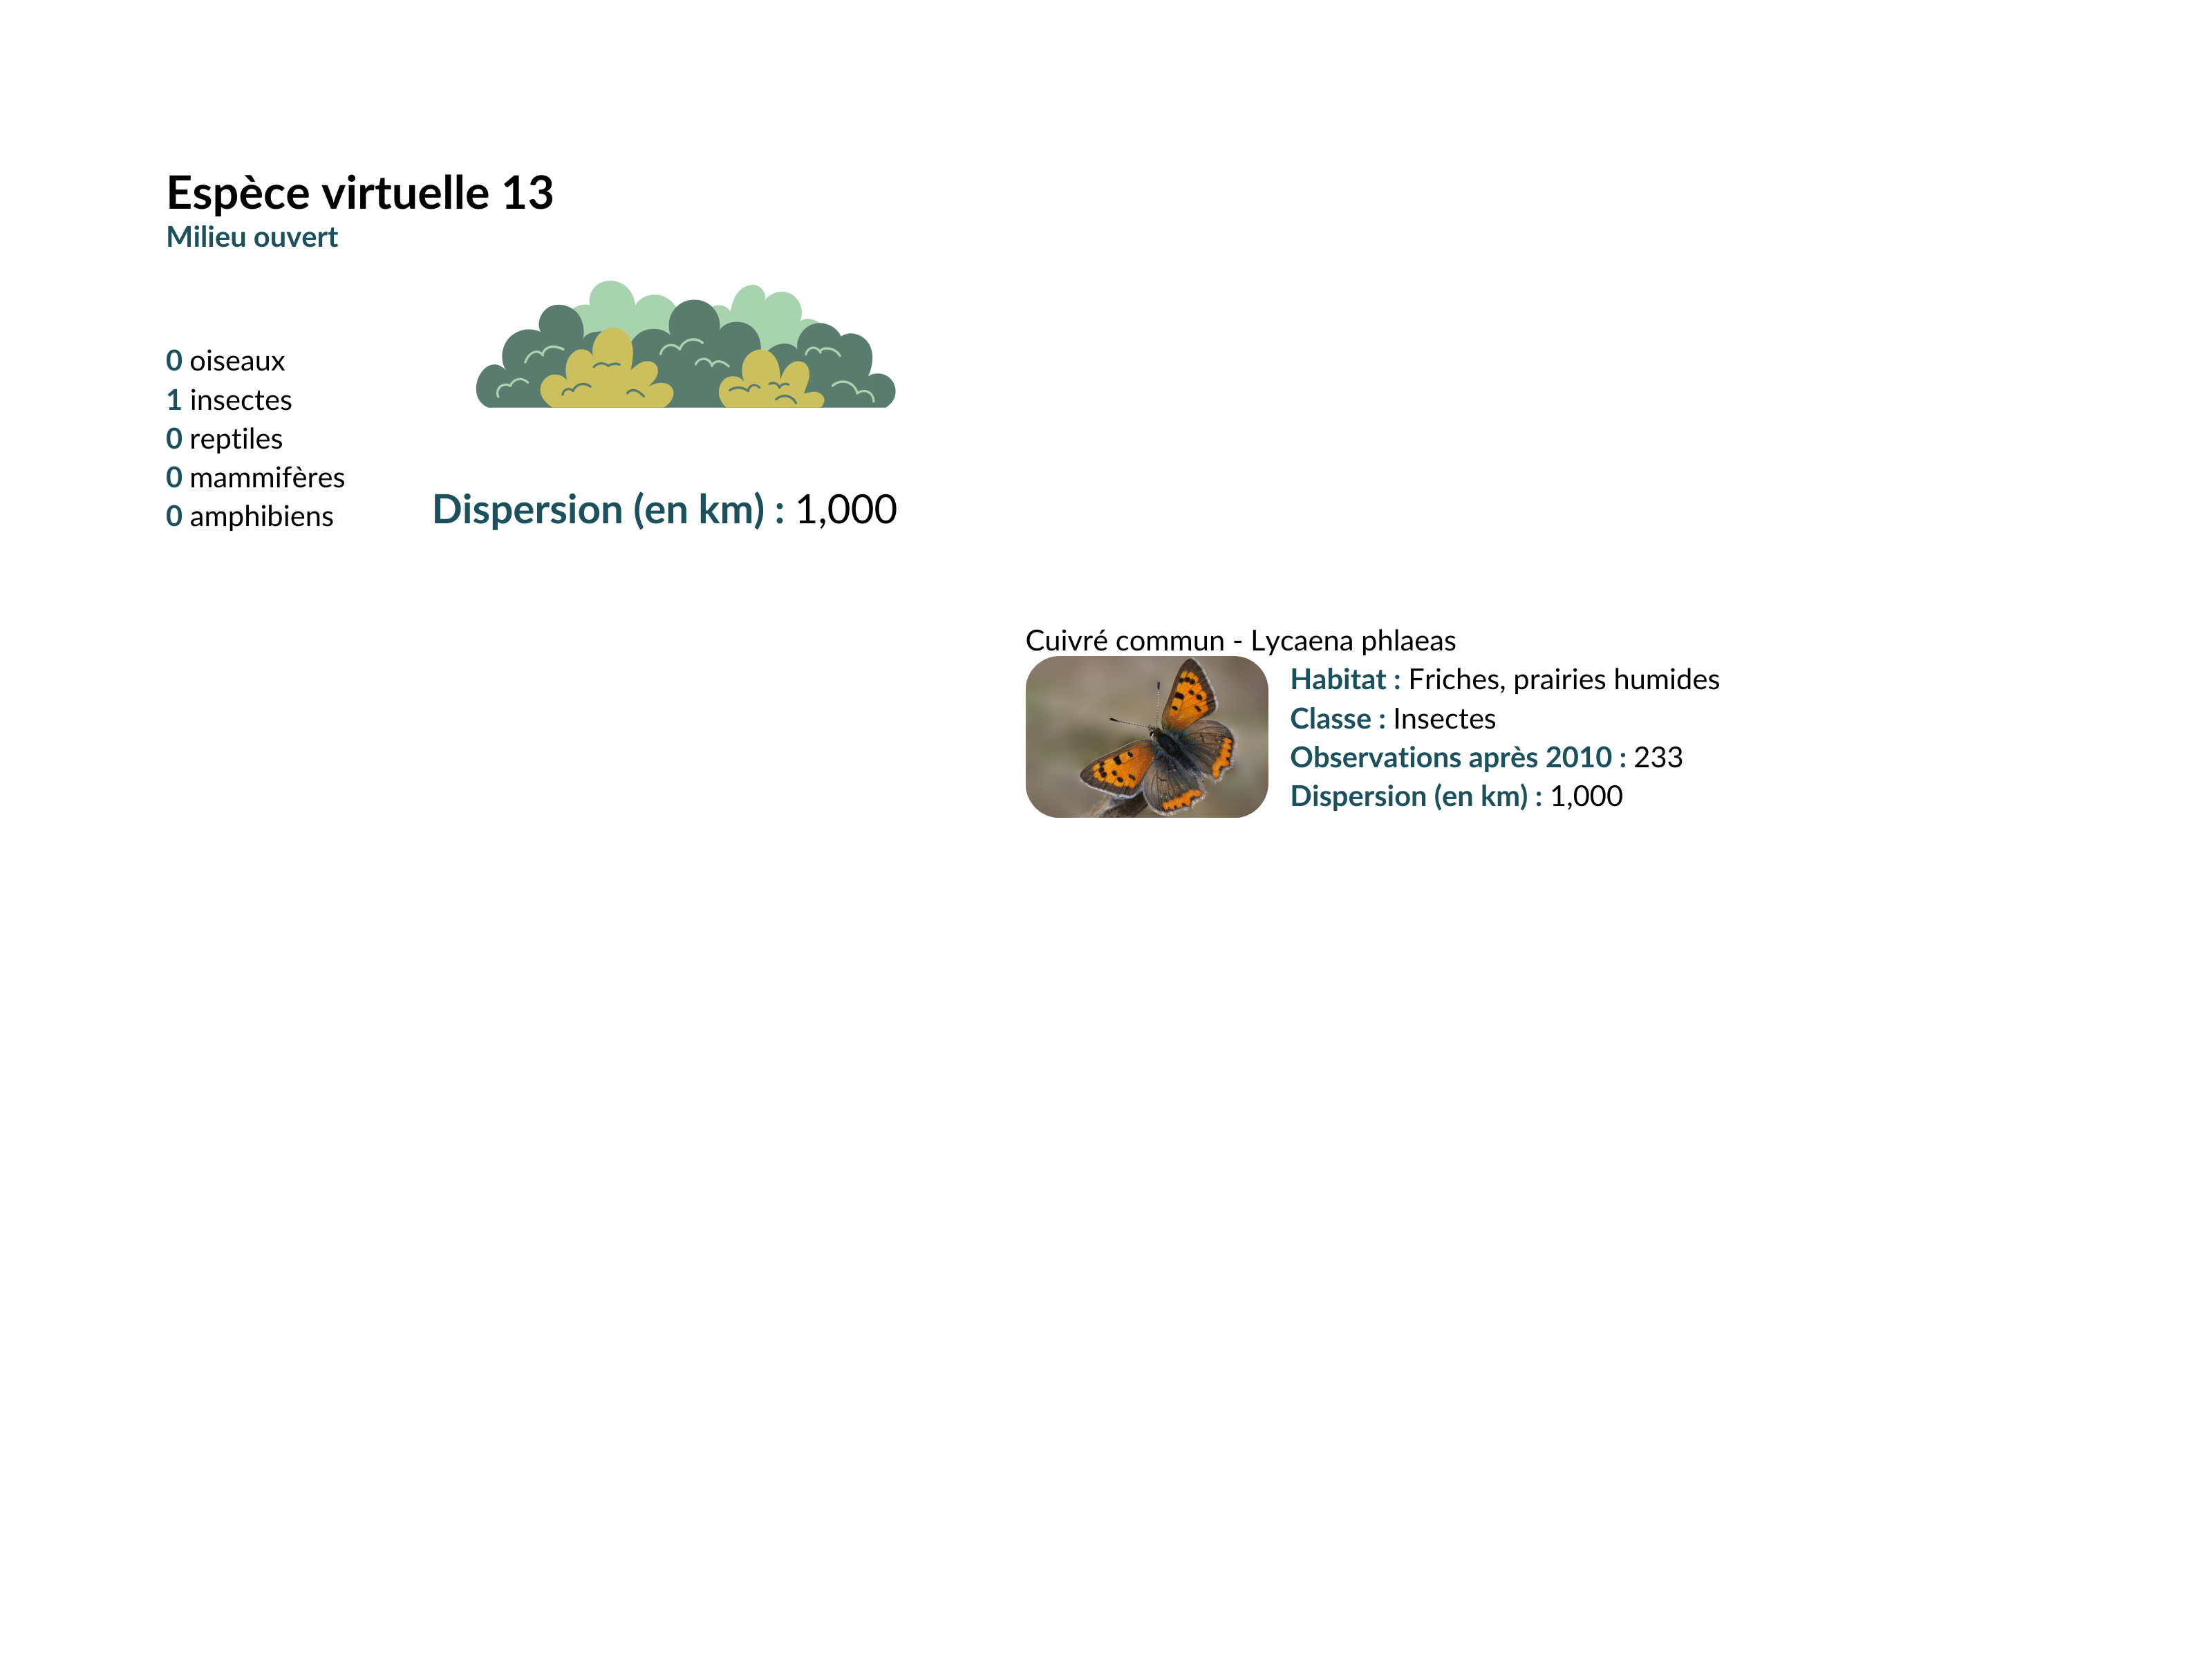 Espèce virtuelle 13
Milieu ouvert
0 oiseaux
1 insectes
0 reptiles
0 mammifères
0 amphibiens
Dispersion (en km) : 1,000
Cuivré commun - Lycaena phlaeas
Habitat : Friches, prairies humides
Classe : Insectes
Observations après 2010 : 233
Dispersion (en km) : 1,000